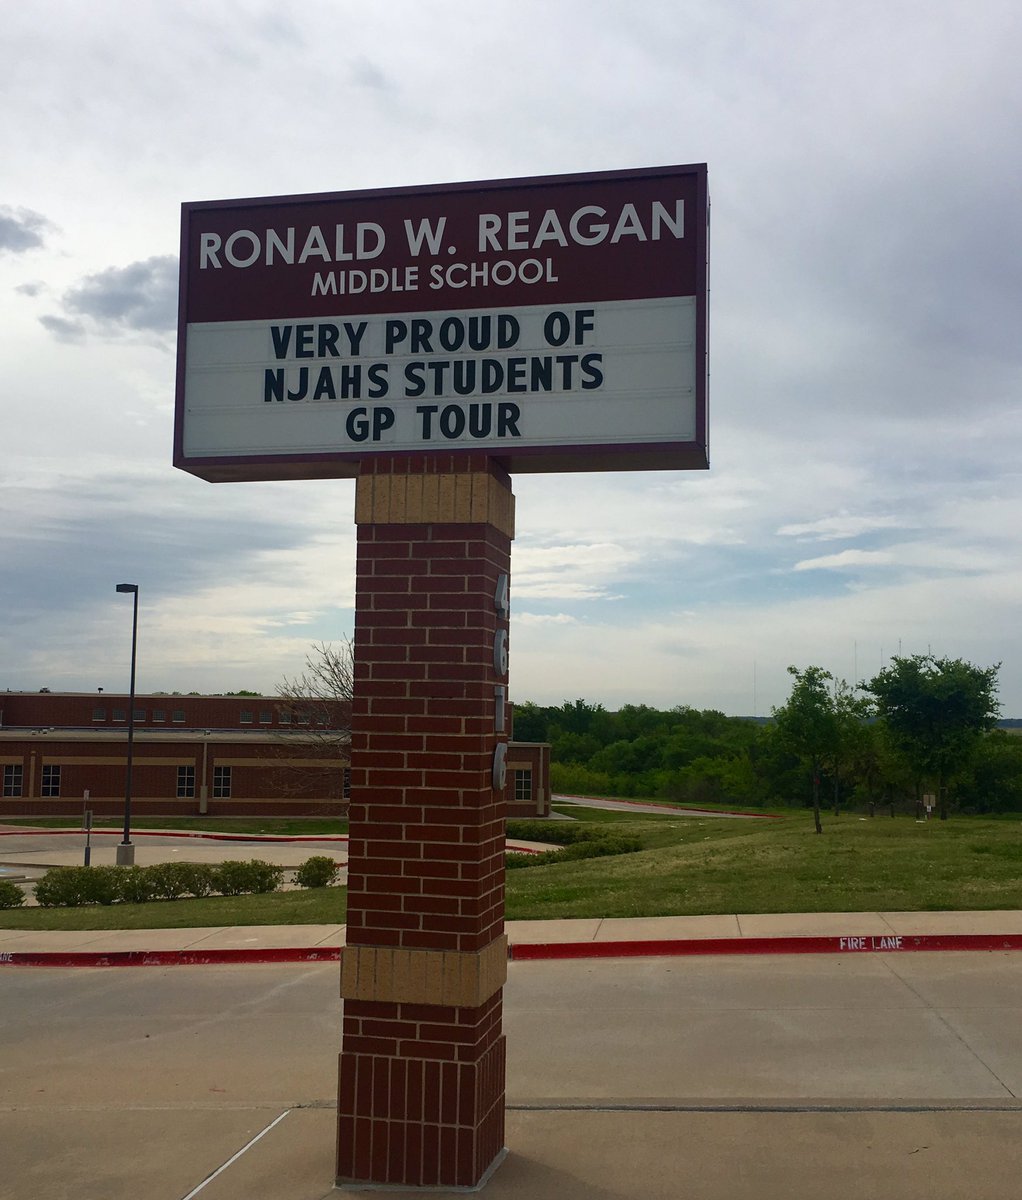 RONALD W. REAGAN
MIDDLE SCHOOL
VERY PROUD OF
NJAHS STUDENTS
GP TOUR
4616
FIRE LANE